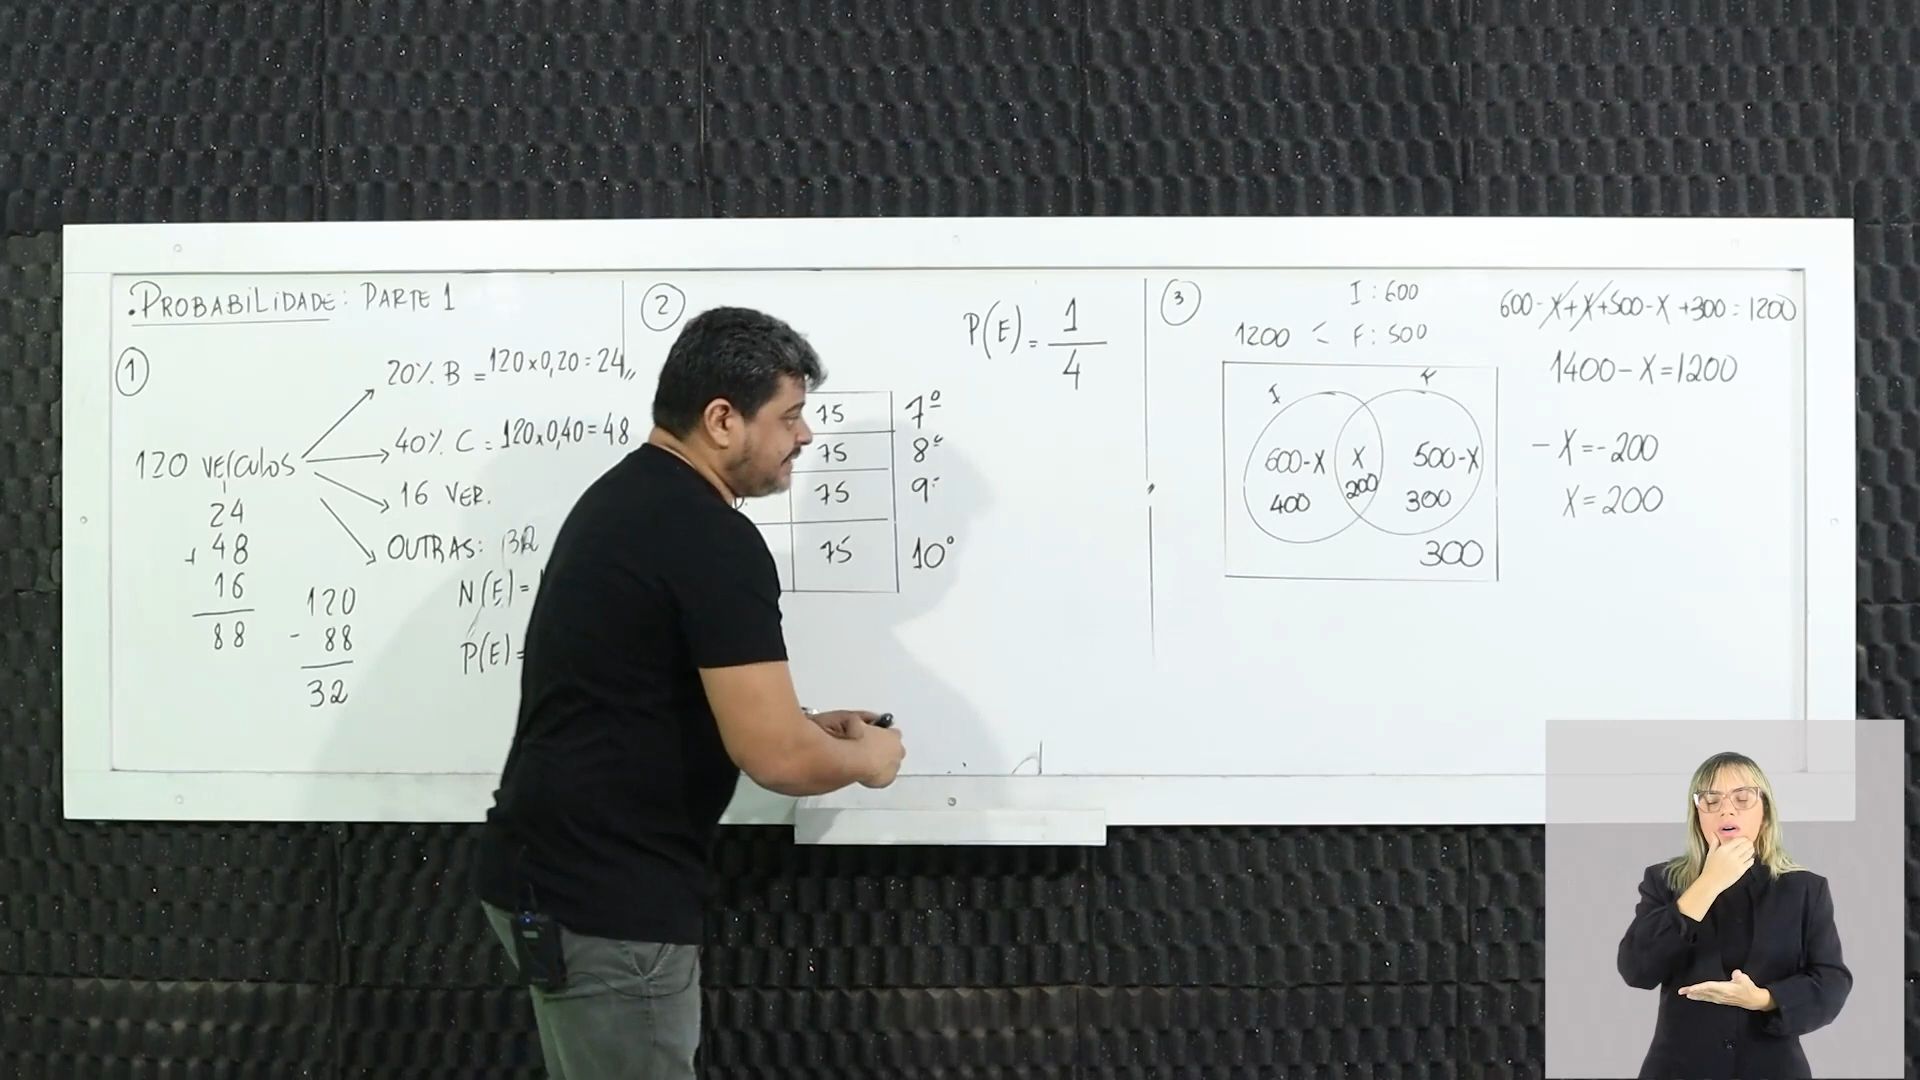 .PROBABILIDADE: PARTE 1
1
120 VEÍCULOS
20% B = 120 x 0,20 = 24,,
40% C = 120 x 0,40 = 48
16 VER.
OUTRAS: 32
24
+ 48
16
88
120
- 88
32
N(E) =
P(E) =
2
P(E) = 1
4
75 7º
75 8º
75 9º
75 10º
3
I : 600
1200 < F : 500
I F
600-X X 500-X
400 200 300
300
600-X+X+500-X+300=1200
1400-X=1200
-X=-200
X=200